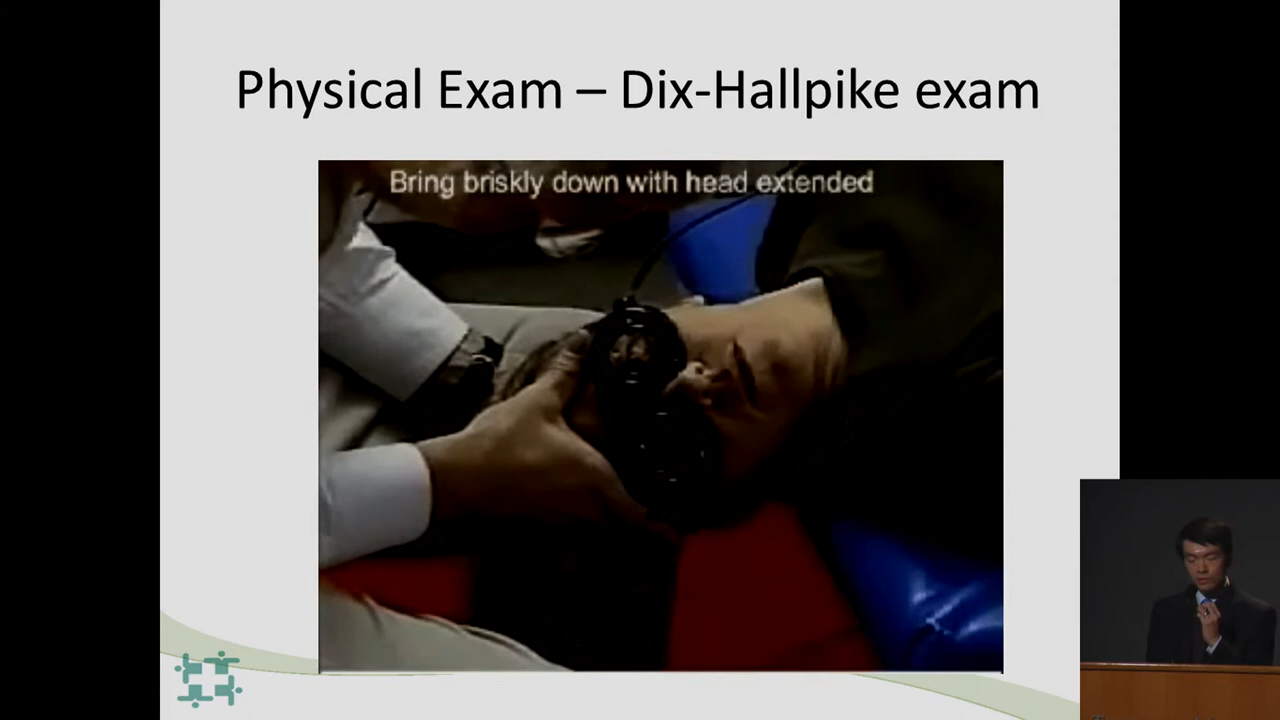 Physical Exam – Dix-Hallpike exam
Bring briskly down with head extended